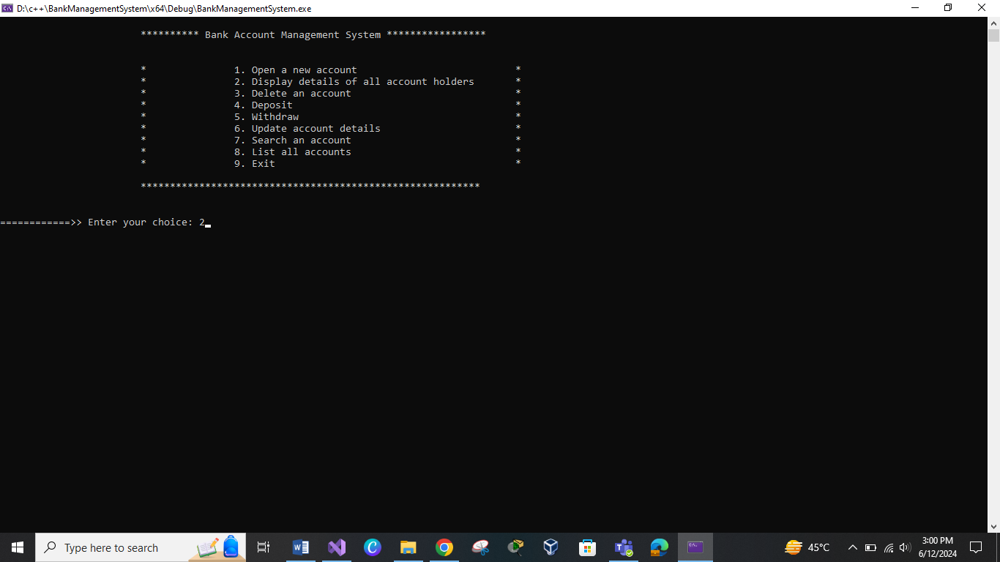 D:\c++\BankManagementSystem\x64\Debug\BankManagementSystem.exe
********** Bank Account Management System *****************
* 1. Open a new account *
* 2. Display details of all account holders *
* 3. Delete an account *
* 4. Deposit *
* 5. Withdraw *
* 6. Update account details *
* 7. Search an account *
* 8. List all accounts *
* 9. Exit *
**********************************************************
============>> Enter your choice: 2
Type here to search
45°C
3:00 PM
6/12/2024